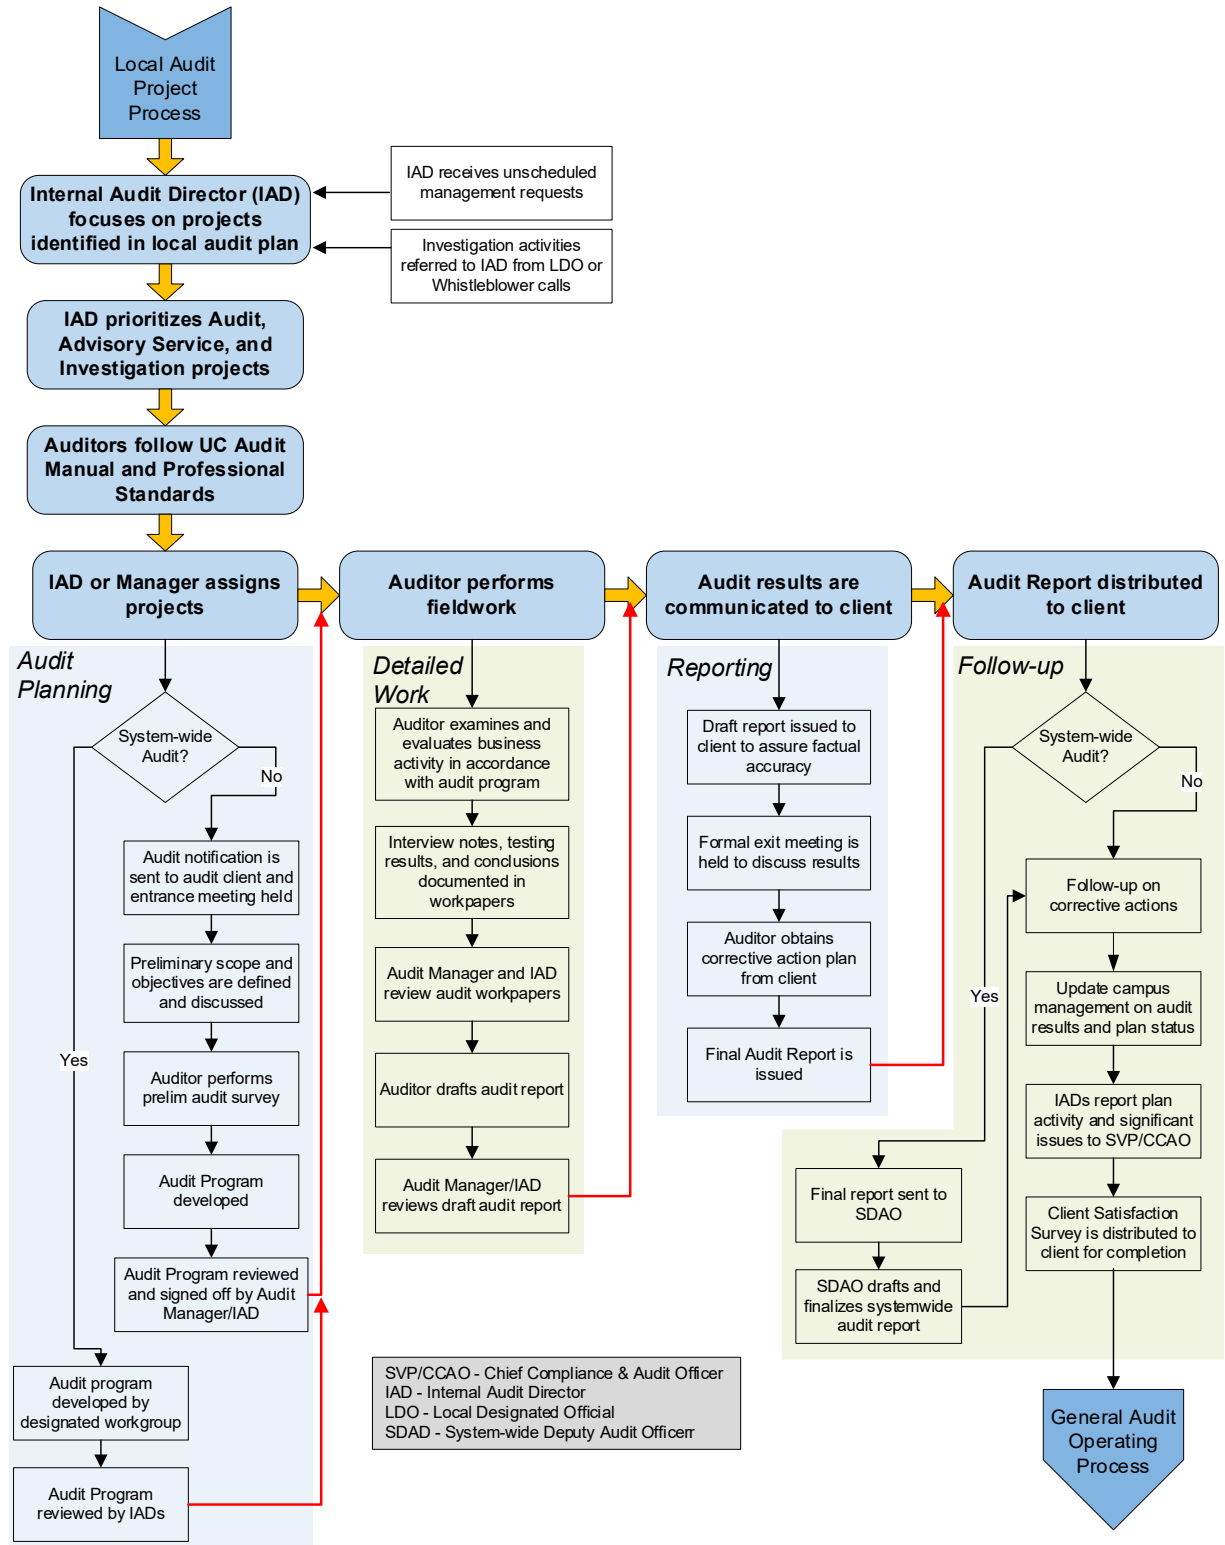 Local Audit
Project
Process
Internal Audit Director (IAD)
focuses on projects
identified in local audit plan
IAD receives unscheduled
management requests
Investigation activities
referred to IAD from LDO or
Whistleblower calls
IAD prioritizes Audit,
Advisory Service, and
Investigation projects
Auditors follow UC Audit
Manual and Professional
Standards
IAD or Manager assigns
projects
Auditor performs
fieldwork
Audit results are
communicated to client
Audit Report distributed
to client
Audit
Planning
System-wide
Audit?
No
Yes
Audit notification is
sent to audit client and
entrance meeting held
Preliminary scope and
objectives are defined
and discussed
Auditor performs
prelim audit survey
Audit Program
developed
Audit Program reviewed
and signed off by Audit
Manager/IAD
Audit program
developed by
designated workgroup
Audit Program
reviewed by IADs
Detailed
Work
Auditor examines and
evaluates business
activity in accordance
with audit program
Interview notes, testing
results, and conclusions
documented in
workpapers
Audit Manager and IAD
review audit workpapers
Auditor drafts audit report
Audit Manager/IAD
reviews draft audit report
Reporting
Draft report issued to
client to assure factual
accuracy
Formal exit meeting is
held to discuss results
Auditor obtains
corrective action plan
from client
Final Audit Report is
issued
Follow-up
System-wide
Audit?
No
Yes
Follow-up on
corrective actions
Update campus
management on audit
results and plan status
IADs report plan
activity and significant
issues to SVP/CCAO
Client Satisfaction
Survey is distributed to
client for completion
Final report sent to
SDAO
SDAO drafts and
finalizes systemwide
audit report
SVP/CCAO - Chief Compliance & Audit Officer
IAD - Internal Audit Director
LDO - Local Designated Official
SDAD - System-wide Deputy Audit Officerr
General Audit
Operating
Process